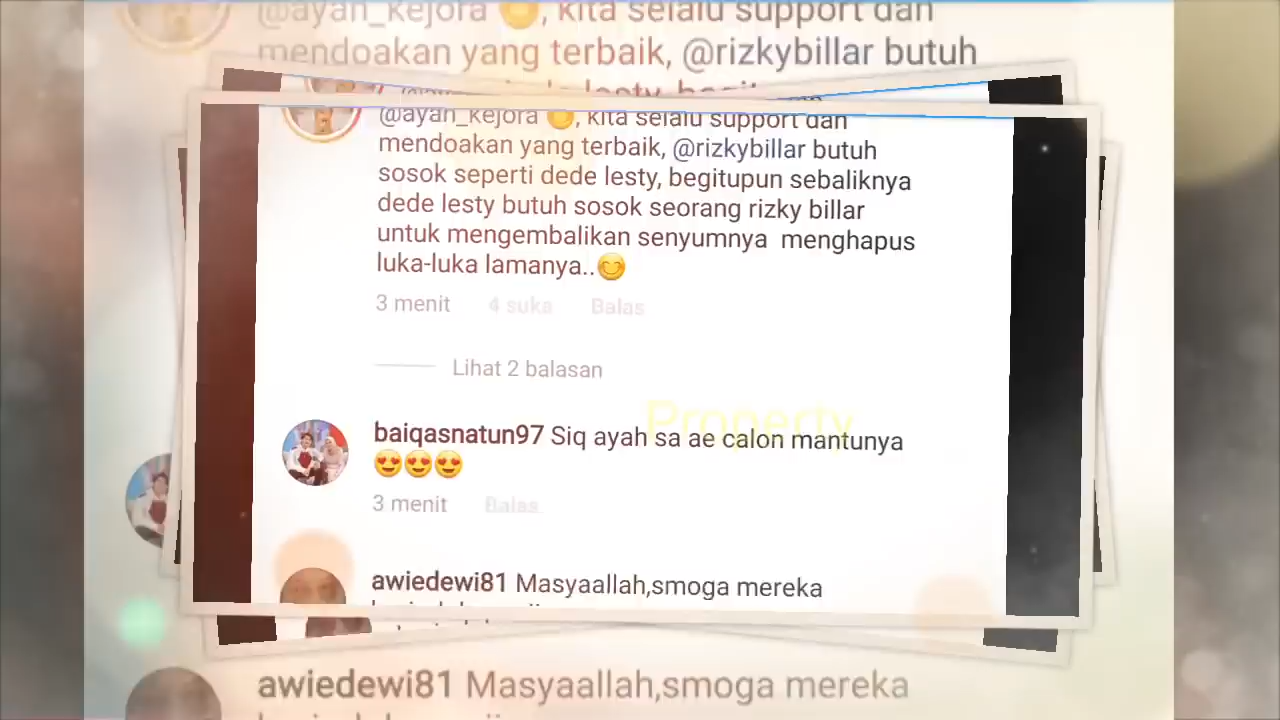 @ayah_kejora 😊, kita selalu support dan
mendoakan yang terbaik, @rizkybillar butuh
@ayah_kejora 😊, kita selalu support dan
mendoakan yang terbaik, @rizkybillar butuh
sosok seperti dede lesty, begitupun sebaliknya
dede lesty butuh sosok seorang rizky billar
untuk mengembalikan senyumnya menghapus
luka-luka lamanya..😊
3 menit 4 suka Balas
Lihat 2 balasan
Property
baiqasnatun97 Siq ayah sa ae calon mantunya
😍😍😍
3 menit Balas
awiedewi81 Masyaallah,smoga mereka
awiedewi81 Masyaallah,smoga mereka